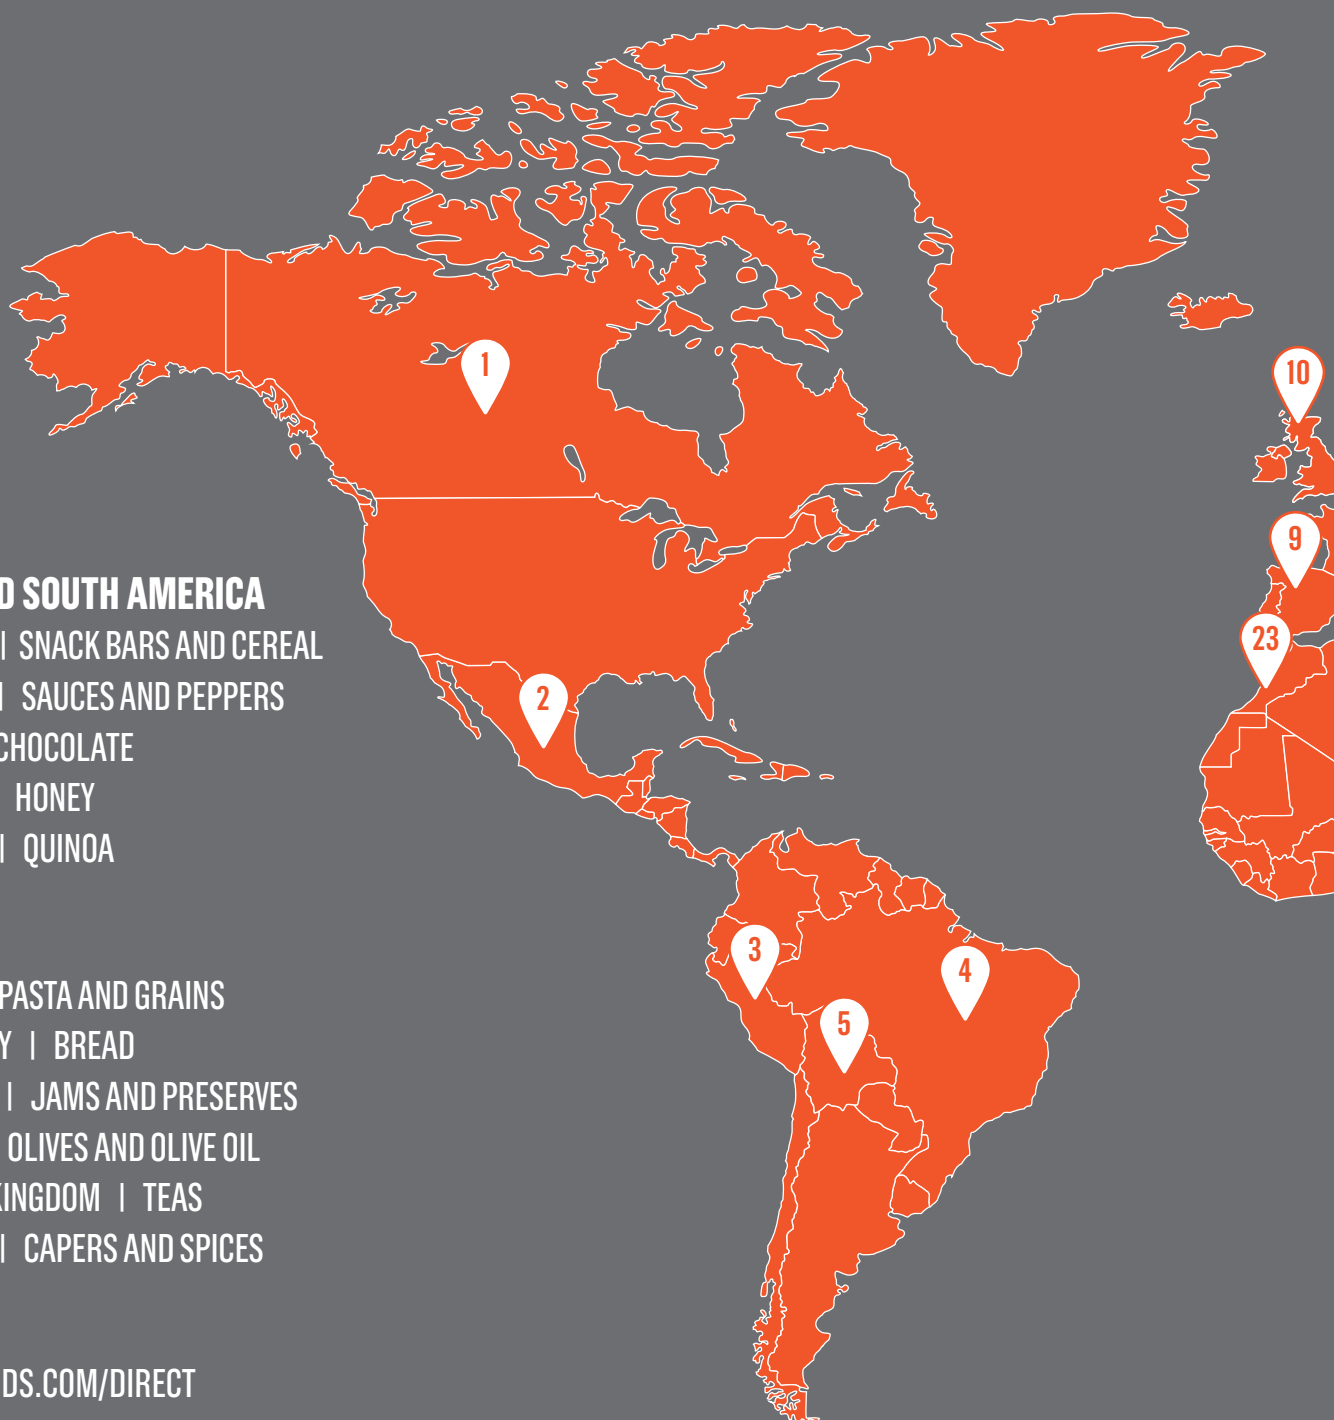 D SOUTH AMERICA
| SNACK BARS AND CEREAL
| SAUCES AND PEPPERS
CHOCOLATE
HONEY
| QUINOA
PASTA AND GRAINS
Y | BREAD
| JAMS AND PRESERVES
OLIVES AND OLIVE OIL
KINGDOM | TEAS
| CAPERS AND SPICES
DS.COM/DIRECT
1
10
9
23
2
3
4
5